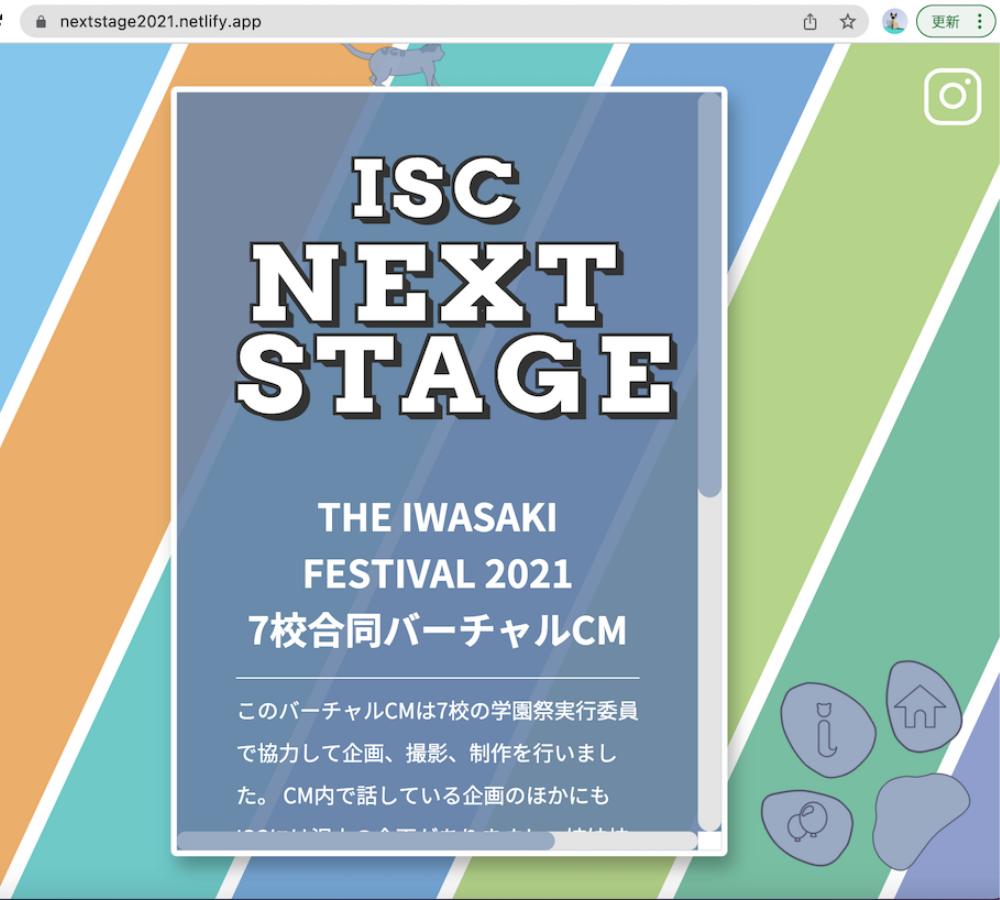 nextstage2021.netlify.app
更新
ISC
NEXT
STAGE
THE IWASAKI
FESTIVAL 2021
7校合同バーチャルCM
このバーチャルCMは7校の学園祭実行委員
で協力して企画、撮影、制作を行いまし
た。 CM内で話している企画のほかにも